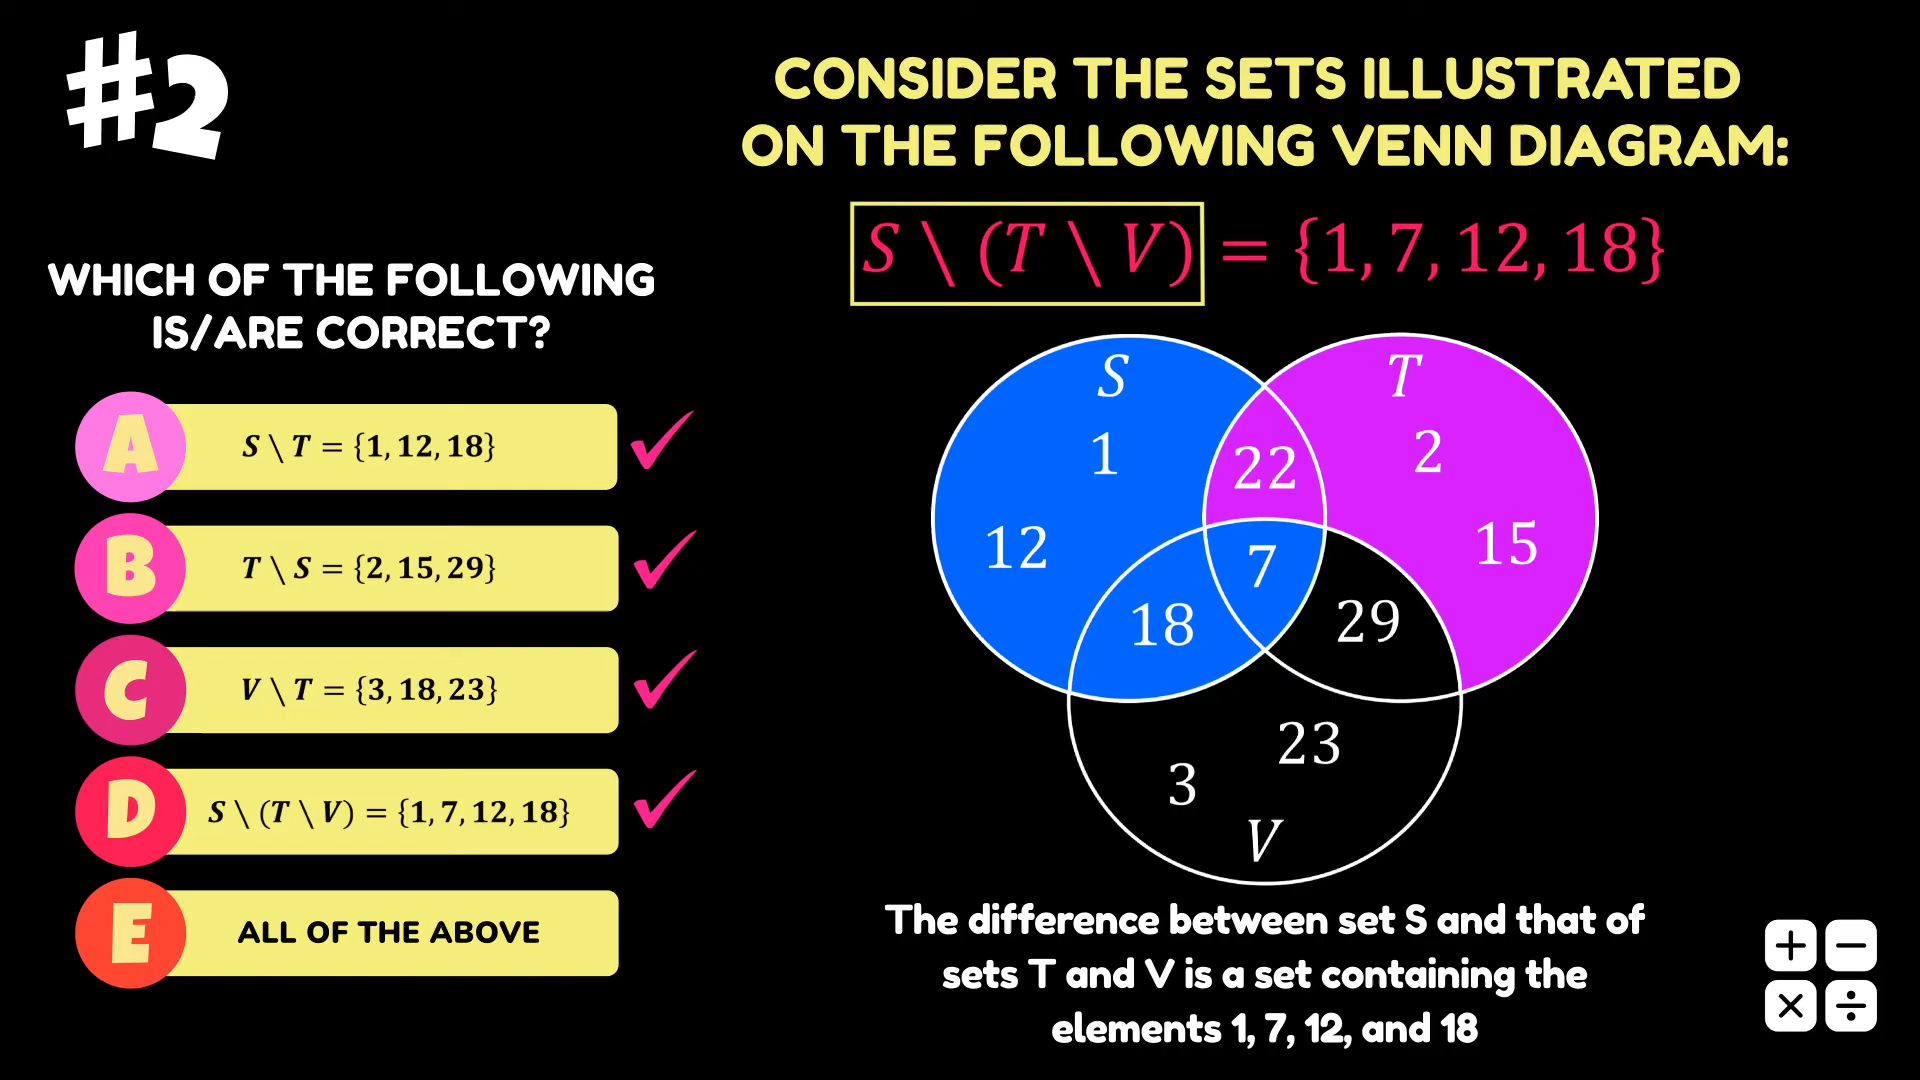 #2
CONSIDER THE SETS ILLUSTRATED
ON THE FOLLOWING VENN DIAGRAM:
S \ (T \ V) = {1, 7, 12, 18}
WHICH OF THE FOLLOWING
IS/ARE CORRECT?
A S \ T = {1, 12, 18}
B T \ S = {2, 15, 29}
C V \ T = {3, 18, 23}
D S \ (T \ V) = {1, 7, 12, 18}
E ALL OF THE ABOVE
S T
1 22 2
12 7 15
18 29
3 23
V
The difference between set S and that of
sets T and V is a set containing the
elements 1, 7, 12, and 18
+ −
× ÷